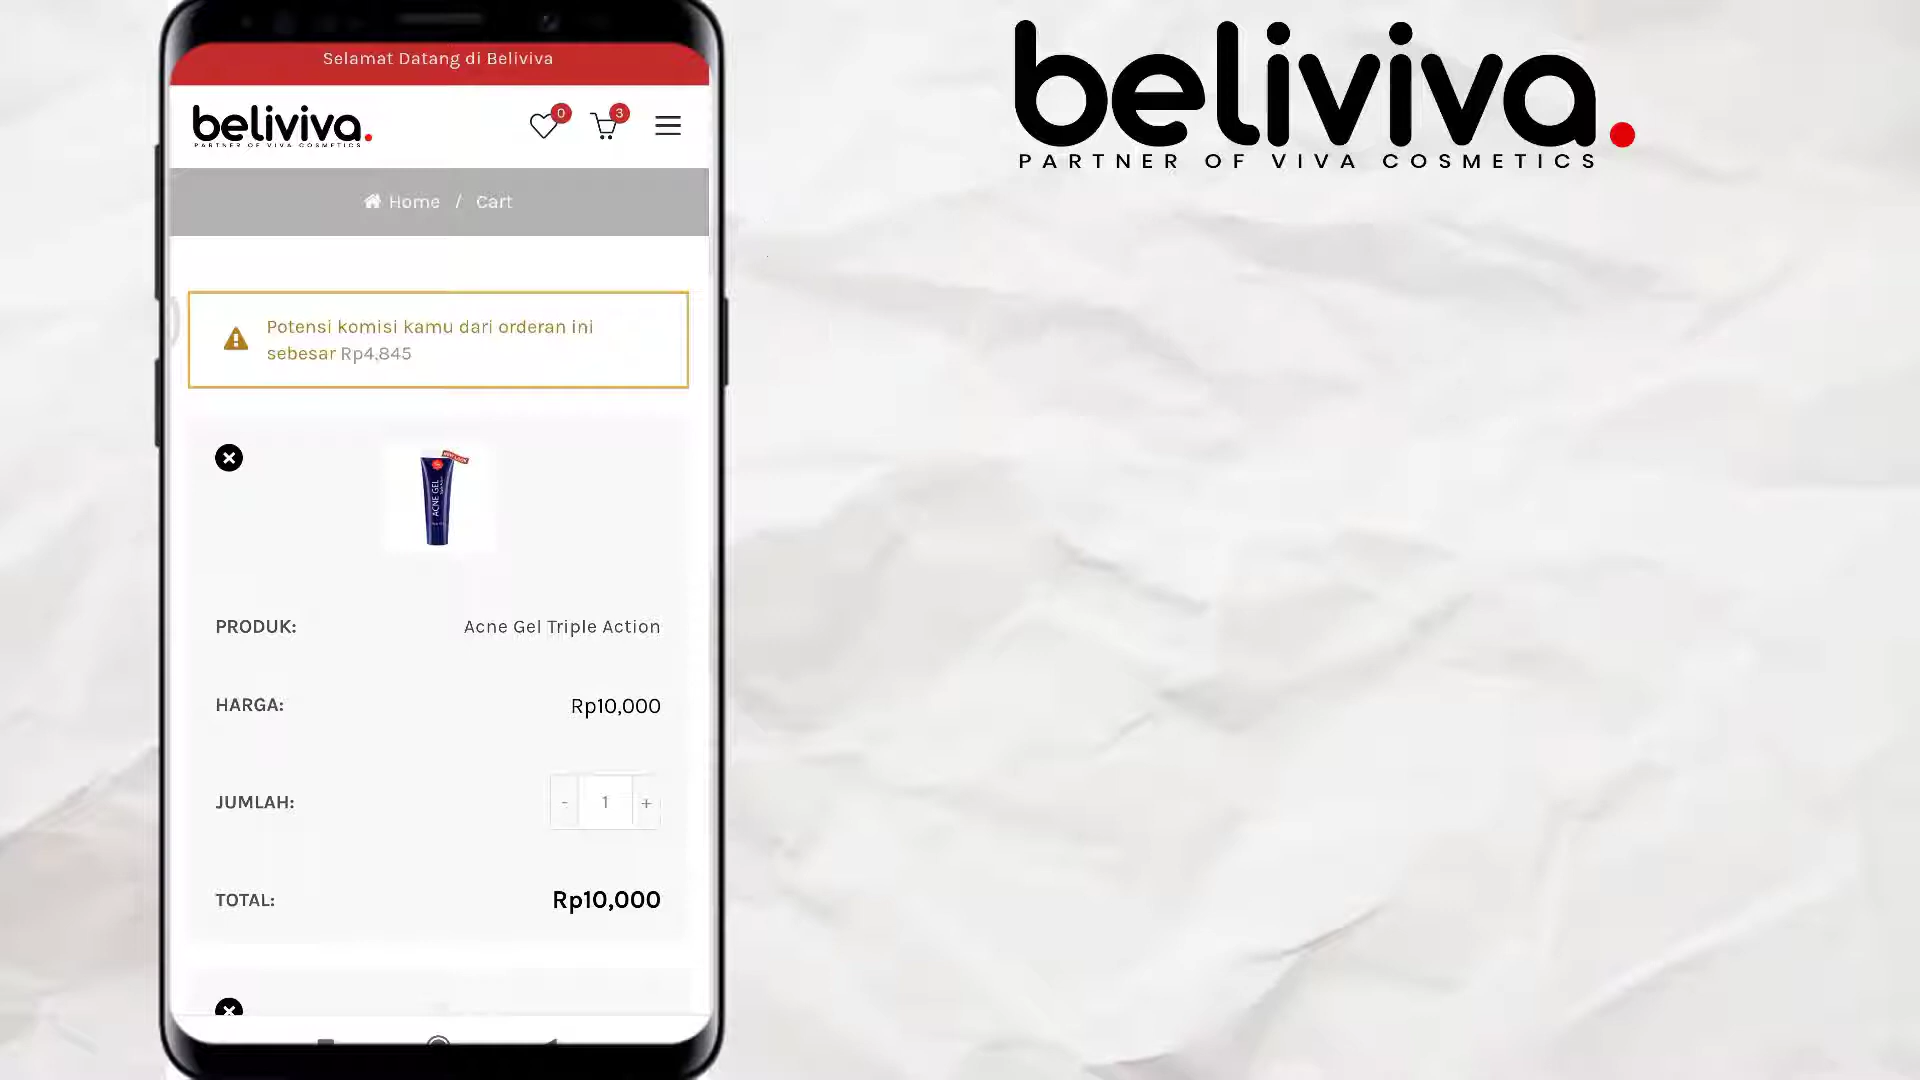 Selamat Datang di Beliviva
beliviva.
PARTNER OF VIVA COSMETICS
0
3
Home / Cart
Potensi komisi kamu dari orderan ini
sebesar Rp4,845
ACNE GEL
PRODUK: Acne Gel Triple Action
HARGA: Rp10,000
JUMLAH: - 1 +
TOTAL: Rp10,000
beliviva.
PARTNER OF VIVA COSMETICS